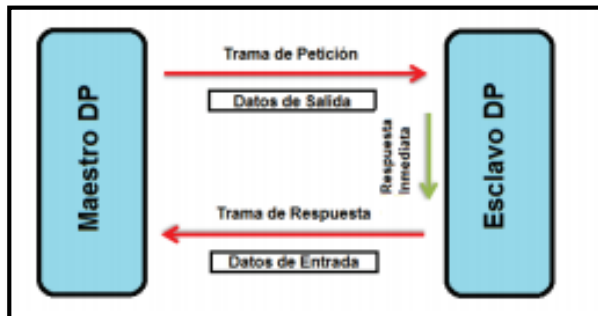 Maestro DP
Trama de Petición
Datos de Salida
Respuesta
Inmediata
Trama de Respuesta
Datos de Entrada
Esclavo DP